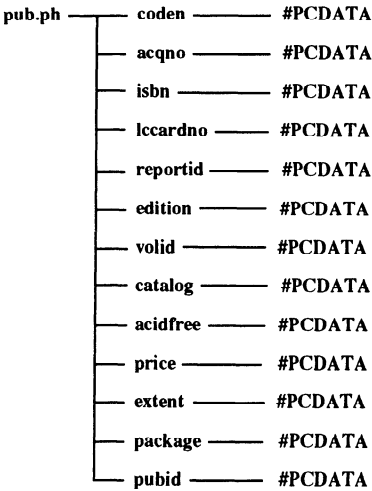 pub.ph coden #PCDATA
acqno #PCDATA
isbn #PCDATA
lccardno #PCDATA
reportid #PCDATA
edition #PCDATA
volid #PCDATA
catalog #PCDATA
acidfree #PCDATA
price #PCDATA
extent #PCDATA
package #PCDATA
pubid #PCDATA